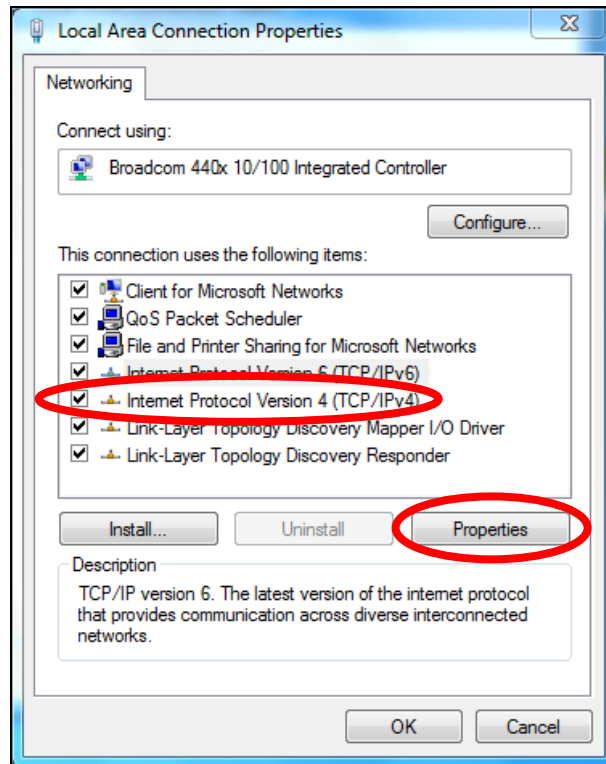 Local Area Connection Properties
Networking
Connect using:
Broadcom 440x 10/100 Integrated Controller
Configure...
This connection uses the following items:
Client for Microsoft Networks
QoS Packet Scheduler
File and Printer Sharing for Microsoft Networks
Internet Protocol Version 6 (TCP/IPv6)
Internet Protocol Version 4 (TCP/IPv4)
Link-Layer Topology Discovery Mapper I/O Driver
Link-Layer Topology Discovery Responder
Install...
Uninstall
Properties
Description
TCP/IP version 6. The latest version of the internet protocol
that provides communication across diverse interconnected
networks.
OK
Cancel